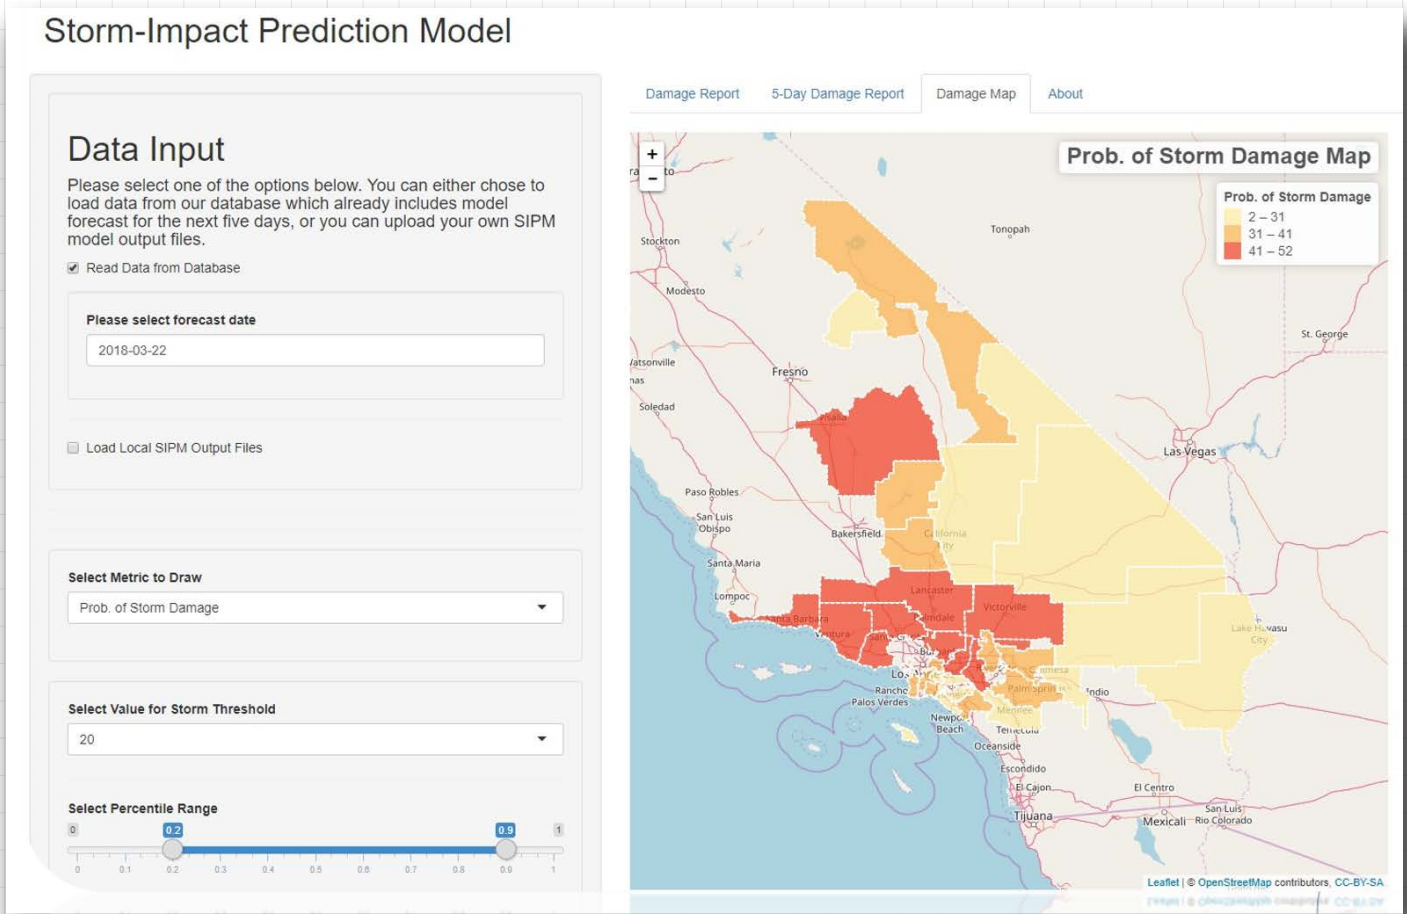 Storm-Impact Prediction Model
Data Input
Please select one of the options below. You can either chose to
load data from our database which already includes model
forecast for the next five days, or you can upload your own SIPM
model output files.
Read Data from Database
Please select forecast date
2018-03-22
Load Local SIPM Output Files
Select Metric to Draw
Prob. of Storm Damage
Select Value for Storm Threshold
20
Select Percentile Range
0 0.2 0.9 1
0 0.1 0.2 0.3 0.4 0.5 0.6 0.7 0.8 0.9 1
Damage Report 5-Day Damage Report Damage Map About
+
−
Prob. of Storm Damage Map
Prob. of Storm Damage
2 – 31
31 – 41
41 – 52
Stockton
Tonopah
Modesto
St. George
Fresno
Soledad
Visalia
Las Vegas
Paso Robles
San Luis
Obispo
Bakersfield
California
City
Santa Maria
Lompoc
Lancaster
Victorville
Palmdale
Santa Barbara
Ventura
Lake Havasu
City
Rancho
Palos Verdes
Palm Springs
Indio
Menifee
Newport
Beach
Temecula
Oceanside
Escondido
El Cajon
El Centro
Tijuana
Mexicali
San Luis
Rio Colorado
Leaflet | © OpenStreetMap contributors, CC-BY-SA